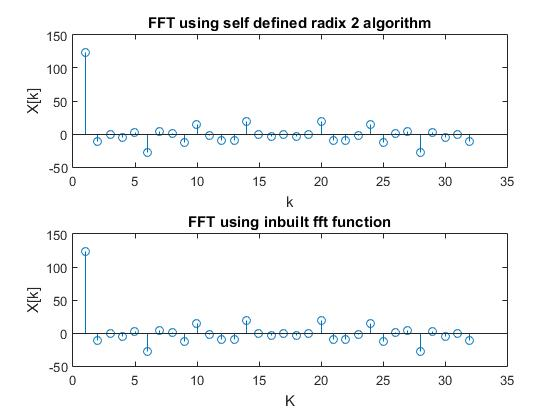 FFT using self defined radix 2 algorithm
150
100
50
0
-50
X[k]
0 5 10 15 20 25 30 35
k
FFT using inbuilt fft function
150
100
50
0
-50
X[k]
0 5 10 15 20 25 30 35
K